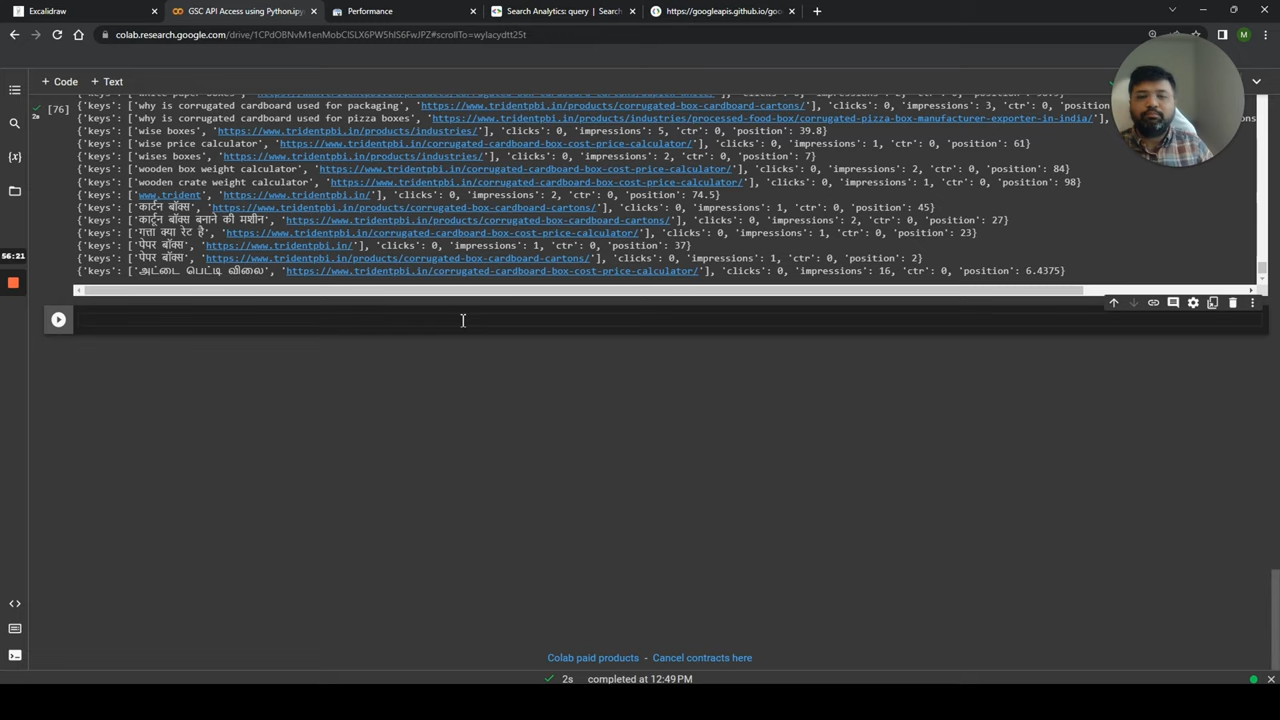 Excalidraw
GSC API Access using Python.ipyn
Performance
Search Analytics: query | Search
https://googleapis.github.io/goo
colab.research.google.com/drive/1CPdOBNvM1enMobClSLX6PW5hlS6FwJPZ#scrollTo=wylacydtt25t
M
+ Code + Text
[76]
2s
{'keys': ['why is corrugated cardboard used for packaging', 'https://www.tridentpbi.in/products/corrugated-box-cardboard-cartons/'], 'clicks': 0, 'impressions': 3, 'ctr': 0, 'position
{'keys': ['why is corrugated cardboard used for pizza boxes', 'https://www.tridentpbi.in/products/industries/processed-food-box/corrugated-pizza-box-manufacturer-exporter-in-india/'],
{'keys': ['wise boxes', 'https://www.tridentpbi.in/products/industries/'], 'clicks': 0, 'impressions': 5, 'ctr': 0, 'position': 39.8}
{'keys': ['wise price calculator', 'https://www.tridentpbi.in/corrugated-cardboard-box-cost-price-calculator/'], 'clicks': 0, 'impressions': 1, 'ctr': 0, 'position': 61}
{'keys': ['wises boxes', 'https://www.tridentpbi.in/products/industries/'], 'clicks': 0, 'impressions': 2, 'ctr': 0, 'position': 7}
{'keys': ['wooden box weight calculator', 'https://www.tridentpbi.in/corrugated-cardboard-box-cost-price-calculator/'], 'clicks': 0, 'impressions': 2, 'ctr': 0, 'position': 84}
{'keys': ['wooden crate weight calculator', 'https://www.tridentpbi.in/corrugated-cardboard-box-cost-price-calculator/'], 'clicks': 0, 'impressions': 1, 'ctr': 0, 'position': 98}
{'keys': ['www.trident', 'https://www.tridentpbi.in/'], 'clicks': 0, 'impressions': 2, 'ctr': 0, 'position': 74.5}
{'keys': ['कार्टन बॉक्स', 'https://www.tridentpbi.in/products/corrugated-box-cardboard-cartons/'], 'clicks': 0, 'impressions': 1, 'ctr': 0, 'position': 45}
{'keys': ['कार्टून बॉक्स बनाने की मशीन', 'https://www.tridentpbi.in/products/corrugated-box-cardboard-cartons/'], 'clicks': 0, 'impressions': 2, 'ctr': 0, 'position': 27}
{'keys': ['गत्ता क्या रेट है', 'https://www.tridentpbi.in/corrugated-cardboard-box-cost-price-calculator/'], 'clicks': 0, 'impressions': 1, 'ctr': 0, 'position': 23}
{'keys': ['पेपर बॉक्स', 'https://www.tridentpbi.in/'], 'clicks': 0, 'impressions': 1, 'ctr': 0, 'position': 37}
{'keys': ['पेपर बॉक्स', 'https://www.tridentpbi.in/products/corrugated-box-cardboard-cartons/'], 'clicks': 0, 'impressions': 1, 'ctr': 0, 'position': 2}
{'keys': ['அட்டை பெட்டி விலை', 'https://www.tridentpbi.in/corrugated-cardboard-box-cost-price-calculator/'], 'clicks': 0, 'impressions': 16, 'ctr': 0, 'position': 6.4375}
56:21
Colab paid products - Cancel contracts here
2s completed at 12:49 PM